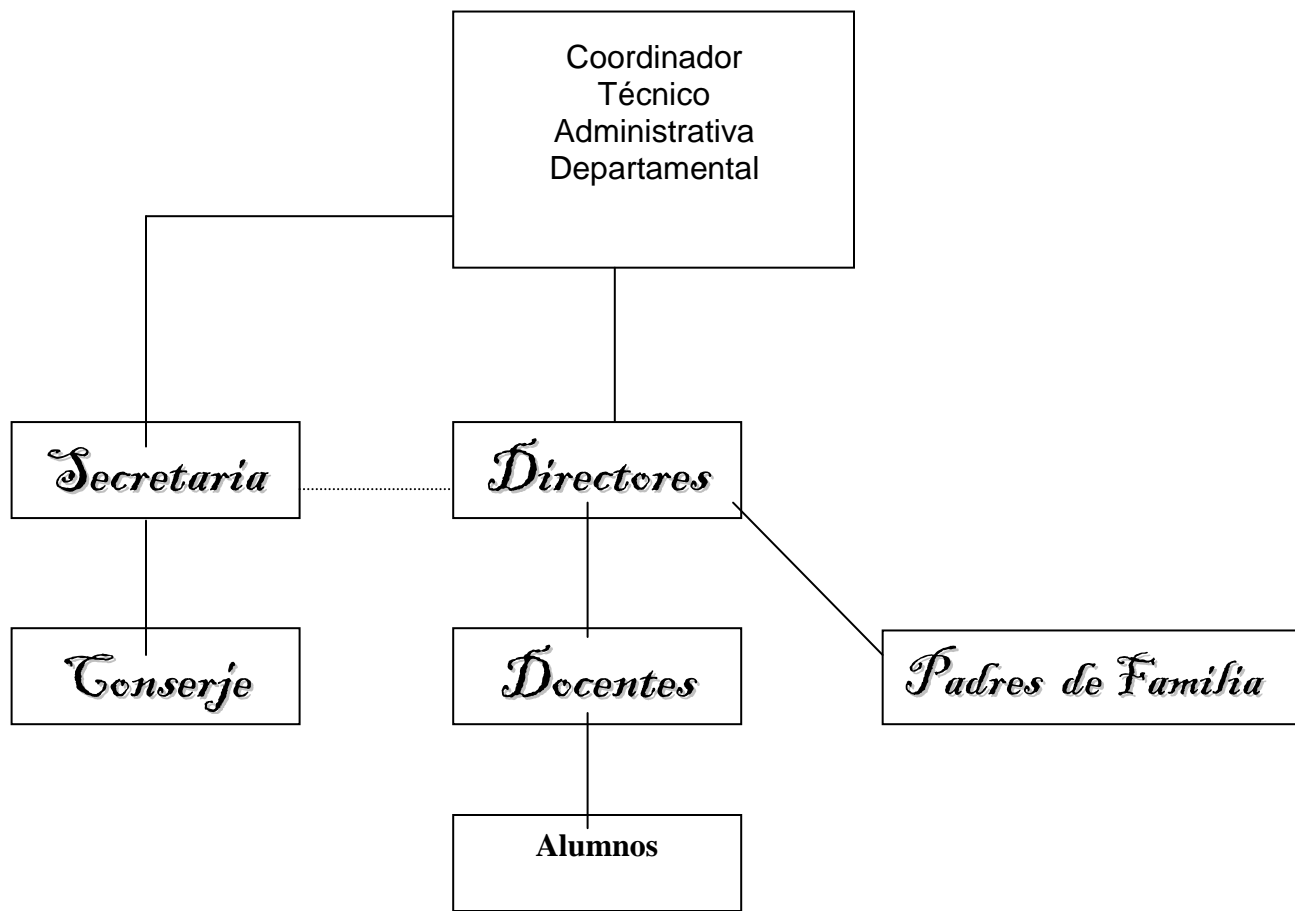 Coordinador
Técnico
Administrativa
Departamental
Secretaria
Directores
Conserje
Docentes
Padres de Familia
Alumnos